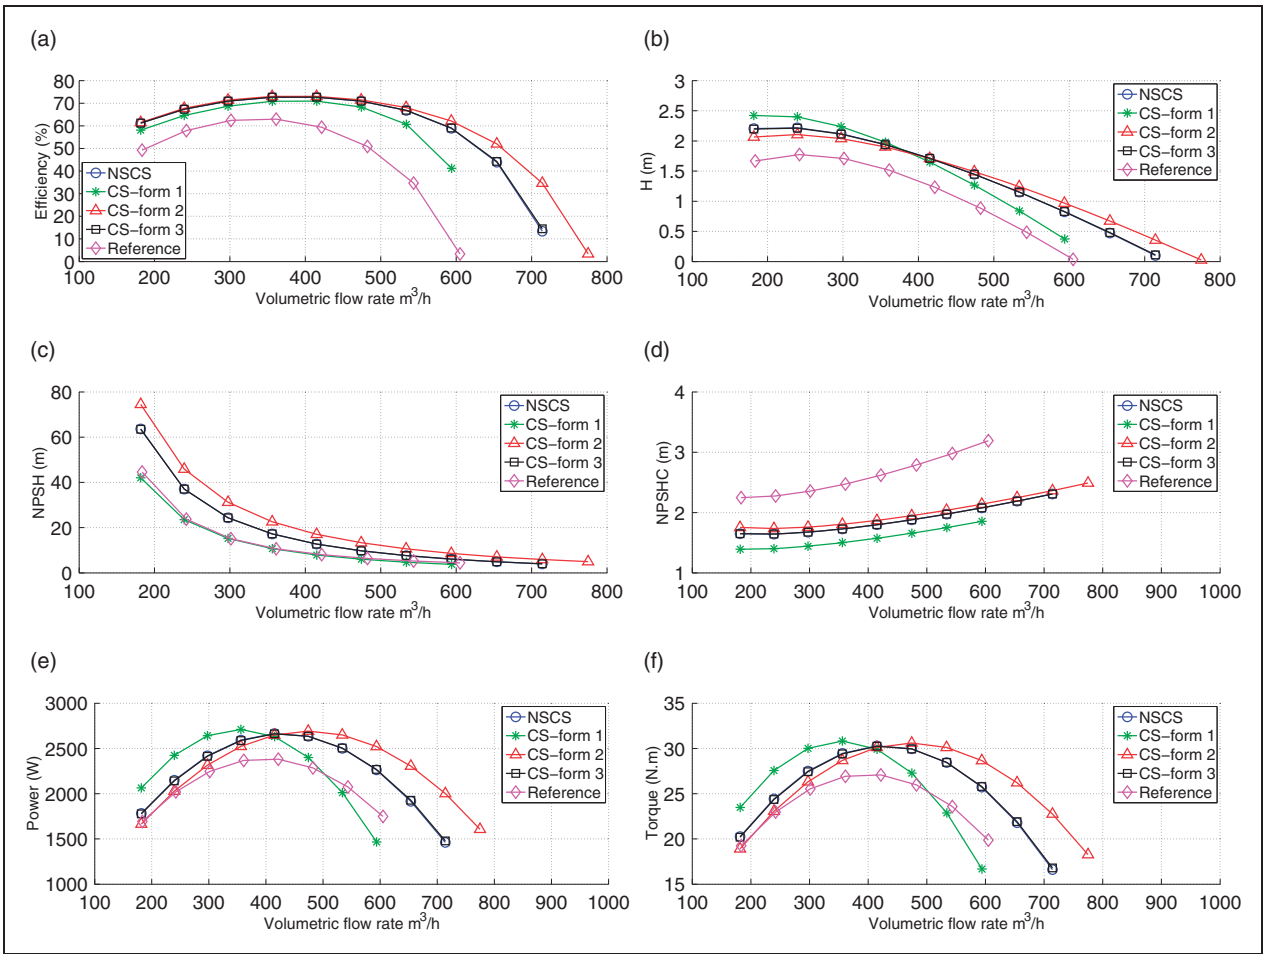 (a)
80
70
60
50
40
30
20
10
0
Efficiency (%)
NSCS
CS-form 1
CS-form 2
CS-form 3
Reference
100 200 300 400 500 600 700 800
Volumetric flow rate m³/h
(b)
3
2.5
2
1.5
1
0.5
0
H (m)
NSCS
CS-form 1
CS-form 2
CS-form 3
Reference
100 200 300 400 500 600 700 800
Volumetric flow rate m³/h
(c)
80
60
40
20
0
NPSH (m)
NSCS
CS-form 1
CS-form 2
CS-form 3
Reference
100 200 300 400 500 600 700 800
Volumetric flow rate m³/h
(d)
4
3
2
1
NPSHC (m)
NSCS
CS-form 1
CS-form 2
CS-form 3
Reference
100 200 300 400 500 600 700 800 900 1000
Volumetric flow rate m³/h
(e)
3000
2500
2000
1500
1000
Power (W)
NSCS
CS-form 1
CS-form 2
CS-form 3
Reference
100 200 300 400 500 600 700 800 900 1000
Volumetric flow rate m³/h
(f)
35
30
25
20
15
Torque (N.m)
NSCS
CS-form 1
CS-form 2
CS-form 3
Reference
100 200 300 400 500 600 700 800 900 1000
Volumetric flow rate m³/h